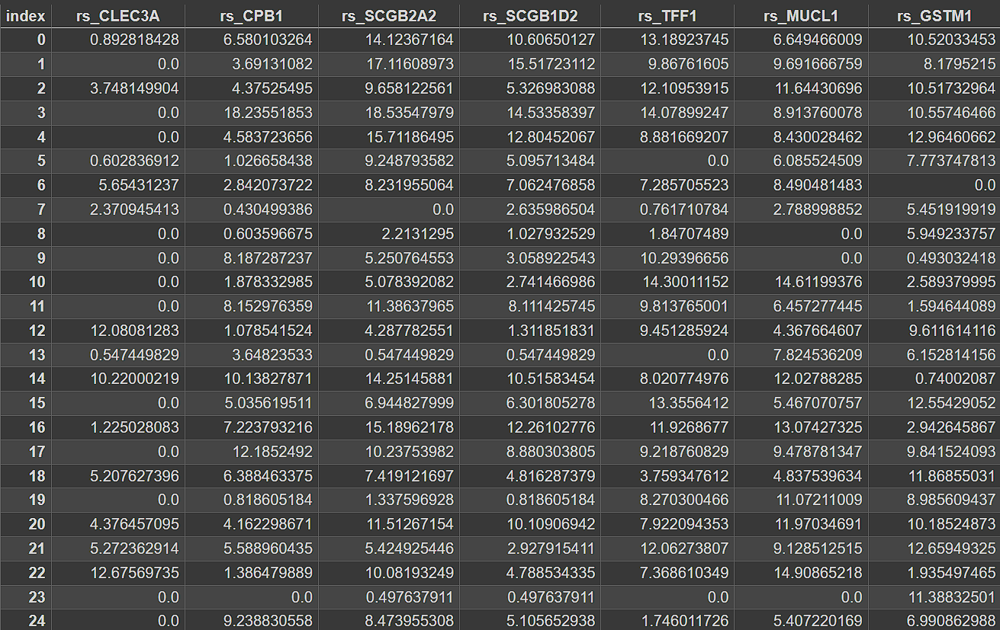 index rs_CLEC3A rs_CPB1 rs_SCGB2A2 rs_SCGB1D2 rs_TFF1 rs_MUCL1 rs_GSTM1
0 0.892818428 6.580103264 14.12367164 10.60650127 13.18923745 6.649466009 10.52033453
1 0.0 3.69131082 17.11608973 15.51723112 9.86761605 9.691666759 8.1795215
2 3.748149904 4.37525495 9.658122561 5.326983088 12.10953915 11.64430696 10.51732964
3 0.0 18.23551853 18.53547979 14.53358397 14.07899247 8.913760078 10.55746466
4 0.0 4.583723656 15.71186495 12.80452067 8.881669207 8.430028462 12.96460662
5 0.602836912 1.026658438 9.248793582 5.095713484 0.0 6.085524509 7.773747813
6 5.65431237 2.842073722 8.231955064 7.062476858 7.285705523 8.490481483 0.0
7 2.370945413 0.430499386 0.0 2.635986504 0.761710784 2.788998852 5.451919919
8 0.0 0.603596675 2.2131295 1.027932529 1.84707489 0.0 5.949233757
9 0.0 8.187287237 5.250764553 3.058922543 10.29396656 0.0 0.493032418
10 0.0 1.878332985 5.078392082 2.741466986 14.30011152 14.61199376 2.589379995
11 0.0 8.152976359 11.38637965 8.111425745 9.813765001 6.457277445 1.594644089
12 12.08081283 1.078541524 4.287782551 1.311851831 9.451285924 4.367664607 9.611614116
13 0.547449829 3.64823533 0.547449829 0.547449829 0.0 7.824536209 6.152814156
14 10.22000219 10.13827871 14.25145881 10.51583454 8.020774976 12.02788285 0.74002087
15 0.0 5.035619511 6.944827999 6.301805278 13.3556412 5.467070757 12.55429052
16 1.225028083 7.223793216 15.18962178 12.26102776 11.9268677 13.07427325 2.942645867
17 0.0 12.1852492 10.23753982 8.880303805 9.218760829 9.478781347 9.841524093
18 5.207627396 6.388463375 7.419121697 4.816287379 3.759347612 4.837539634 11.86855031
19 0.0 0.818605184 1.337596928 0.818605184 8.270300466 11.07211009 8.985609437
20 4.376457095 4.162298671 11.51267154 10.10906942 7.922094353 11.97034691 10.18524873
21 5.272362914 5.588960435 5.424925446 2.927915411 12.06273807 9.128512515 12.65949325
22 12.67569735 1.386479889 10.08193249 4.788534335 7.368610349 14.90865218 1.935497465
23 0.0 0.0 0.497637911 0.497637911 0.0 0.0 11.38832501
24 0.0 9.238830558 8.473955308 5.105652938 1.746011726 5.407220169 6.990862988